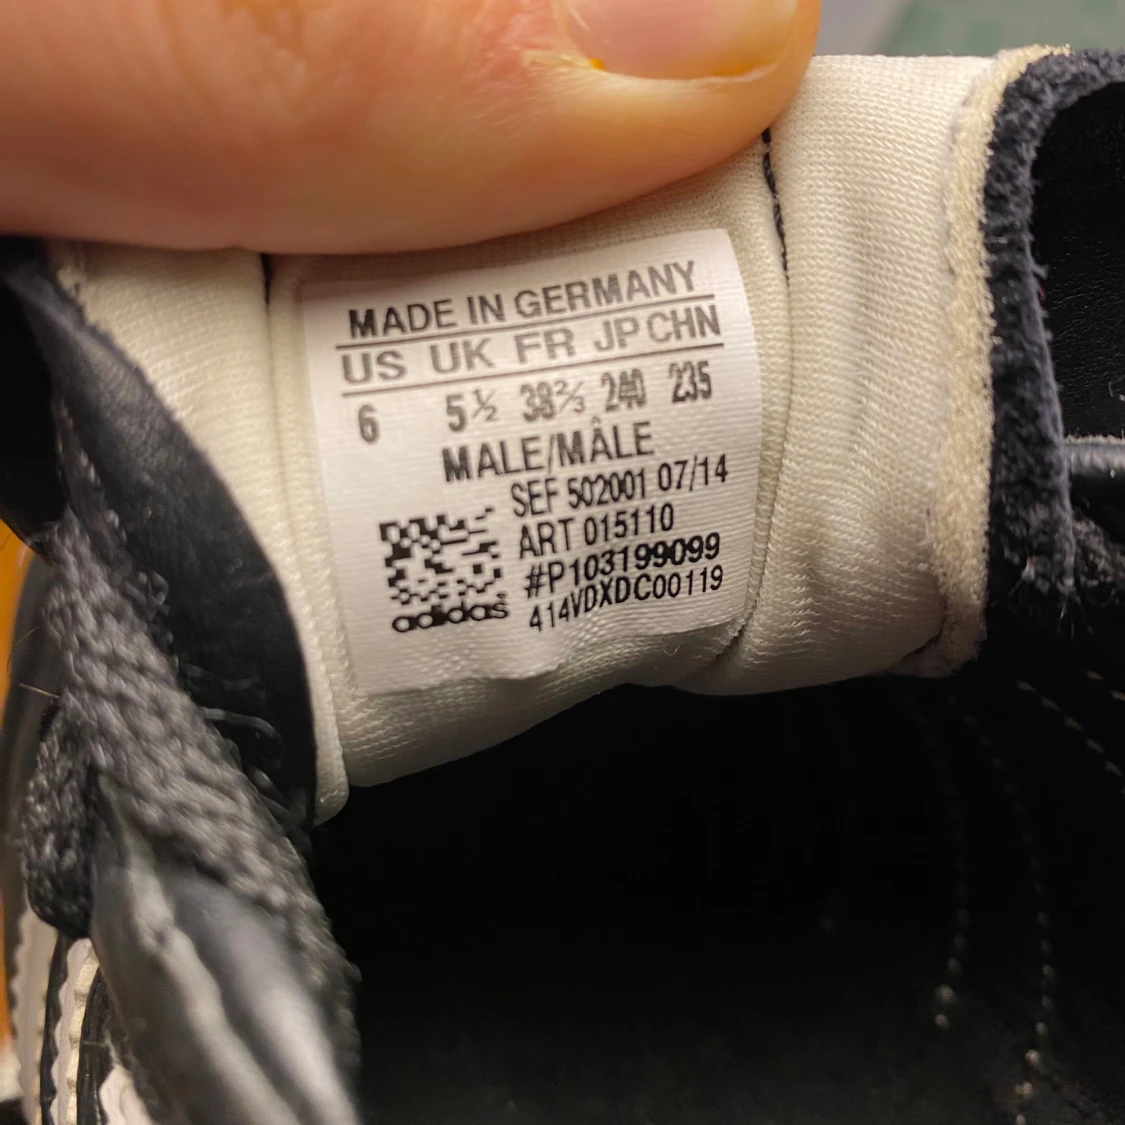 MADE IN GERMANY
US UK FR JP CHN
6 5½ 38⅔ 240 235
MALE/MÂLE
SEF 502001 07/14
ART 015110
#P103199099
414VDXDC00119
adidas